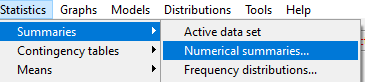 Statistics Graphs Models Distributions Tools Help
Summaries
Contingency tables
Means
Active data set
Numerical summaries...
Frequency distributions...